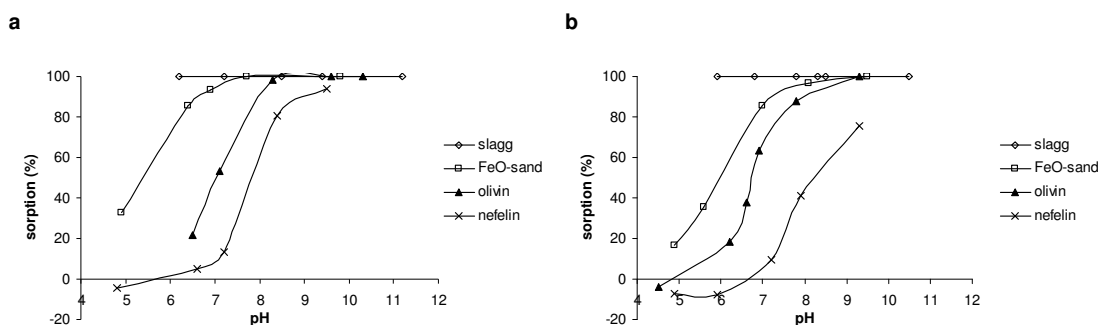 a
b
100
80
60
40
20
0
-20
sorption (%)
4 5 6 7 8 9 10 11 12
pH
slagg
FeO-sand
olivin
nefelin
100
80
60
40
20
0
-20
sorption (%)
4 5 6 7 8 9 10 11 12
pH
slagg
FeO-sand
olivin
nefelin